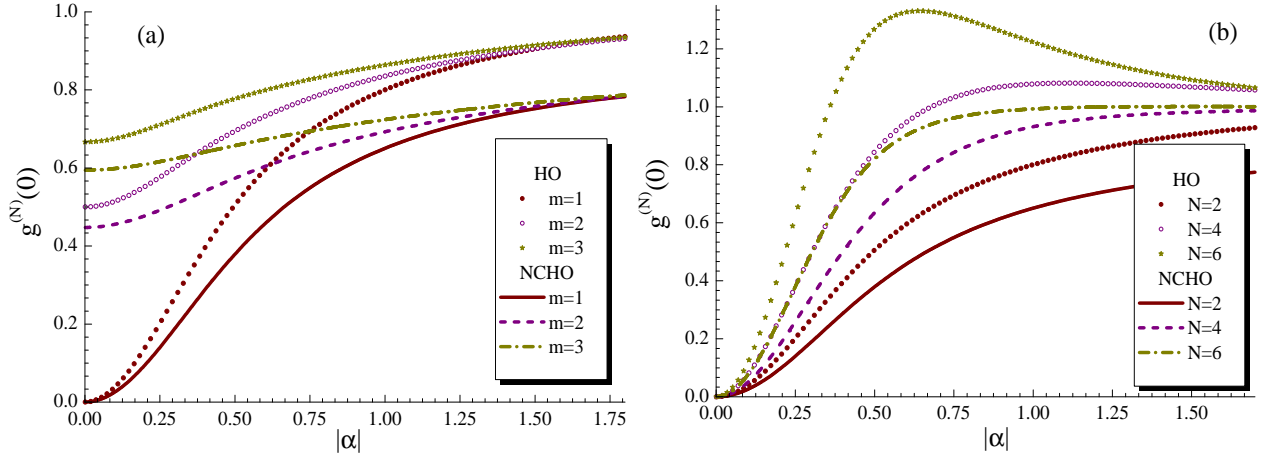 (a)
g(N)(0)
1.0
0.8
0.6
0.4
0.2
0.0
0.00 0.25 0.50 0.75 1.00 1.25 1.50 1.75
|α|
HO
m=1
m=2
m=3
NCHO
m=1
m=2
m=3
(b)
g(N)(0)
1.2
1.0
0.8
0.6
0.4
0.2
0.0
0.00 0.25 0.50 0.75 1.00 1.25 1.50
|α|
HO
N=2
N=4
N=6
NCHO
N=2
N=4
N=6